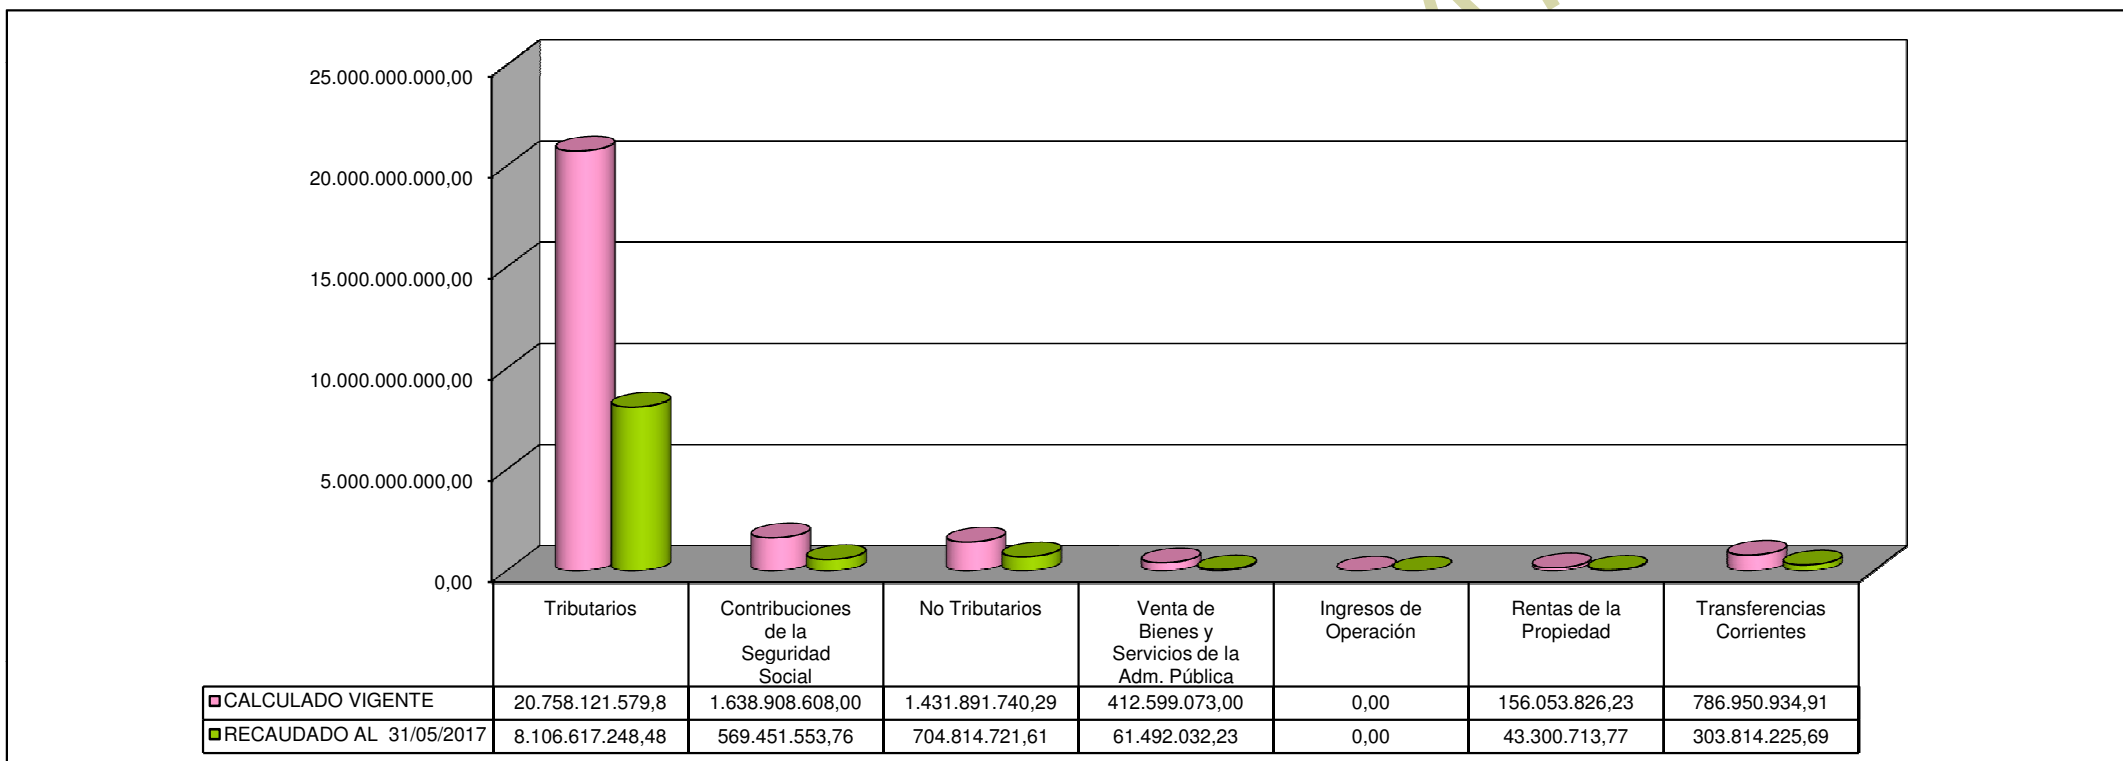 25.000.000.000,00
20.000.000.000,00
15.000.000.000,00
10.000.000.000,00
5.000.000.000,00
0,00
Tributarios
Contribuciones
de la
Seguridad
Social
No Tributarios
Venta de
Bienes y
Servicios de la
Adm. Pública
Ingresos de
Operación
Rentas de la
Propiedad
Transferencias
Corrientes
CALCULADO VIGENTE 20.758.121.579,8 1.638.908.608,00 1.431.891.740,29 412.599.073,00 0,00 156.053.826,23 786.950.934,91
RECAUDADO AL 31/05/2017 8.106.617.248,48 569.451.553,76 704.814.721,61 61.492.032,23 0,00 43.300.713,77 303.814.225,69